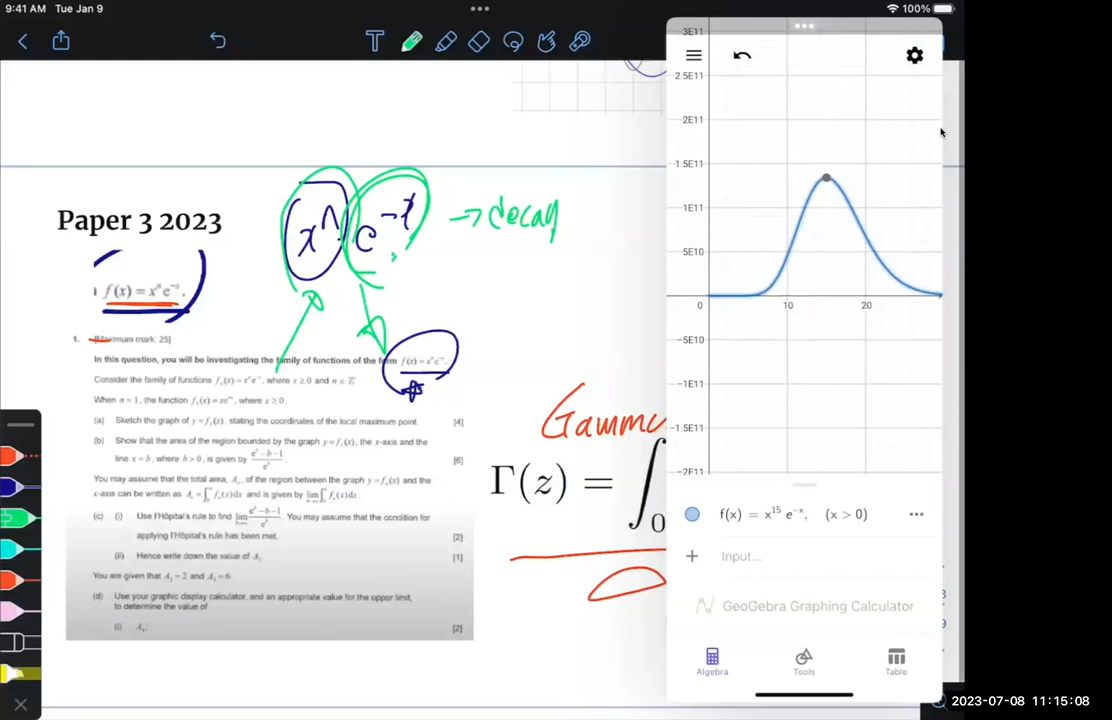 9:41 AM Tue Jan 9
100%
T
Paper 3 2023
xⁿ e⁻ˣ → decay
f(x) = xⁿe⁻ˣ.
1. [Maximum mark: 25]
In this question, you will be investigating the family of functions of the form f(x) = xⁿe⁻ˣ.
Consider the family of functions fₙ(x) = xⁿe⁻ˣ, where x ≥ 0 and n ∈ ℤ⁺
When n = 1, the function f₁(x) = xe⁻ˣ, where x ≥ 0.
(a) Sketch the graph of y = f₁(x), stating the coordinates of the local maximum point. [4]
(b) Show that the area of the region bounded by the graph y = f₁(x), the x-axis and the
line x = b, where b > 0, is given by (eᵇ − b − 1)/eᵇ. [6]
You may assume that the total area, Aₙ, of the region between the graph y = fₙ(x) and the
x-axis can be written as Aₙ = ∫ fₙ(x)dx and is given by lim ∫ fₙ(x)dx.
(c) (i) Use l'Hôpital's rule to find lim (eᵇ − b − 1)/eᵇ. You may assume that the condition for
applying l'Hôpital's rule has been met. [2]
(ii) Hence write down the value of A₁. [1]
You are given that A₂ = 2 and A₃ = 6.
(d) Use your graphic display calculator, and an appropriate value for the upper limit,
to determine the value of
(i) A₄; [2]
Gamma
Γ(z) = ∫₀
3E11
2.5E11
2E11
1.5E11
1E11
5E10
0 10 20
−5E10
−1E11
−1.5E11
−2E11
f(x) = x¹⁵ e⁻ˣ, (x > 0)
Input...
GeoGebra Graphing Calculator
Algebra Tools Table
2023-07-08 11:15:08